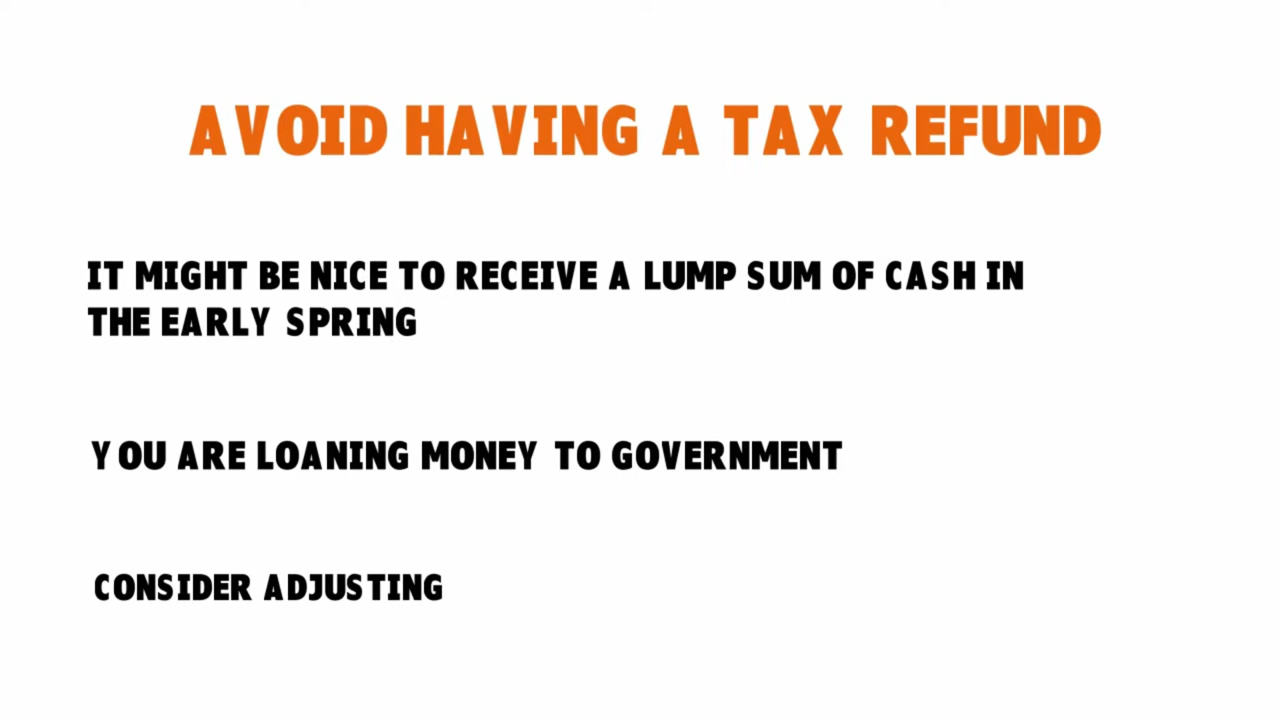 AVOID HAVING A TAX REFUND
IT MIGHT BE NICE TO RECEIVE A LUMP SUM OF CASH IN
THE EARLY SPRING
YOU ARE LOANING MONEY TO GOVERNMENT
CONSIDER ADJUSTING